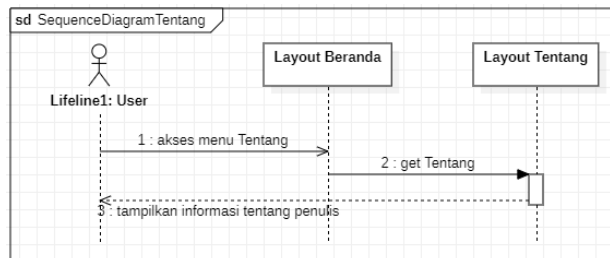 sd SequenceDiagramTentang
Lifeline1: User
Layout Beranda
Layout Tentang
1 : akses menu Tentang
2 : get Tentang
3 : tampilkan informasi tentang penulis